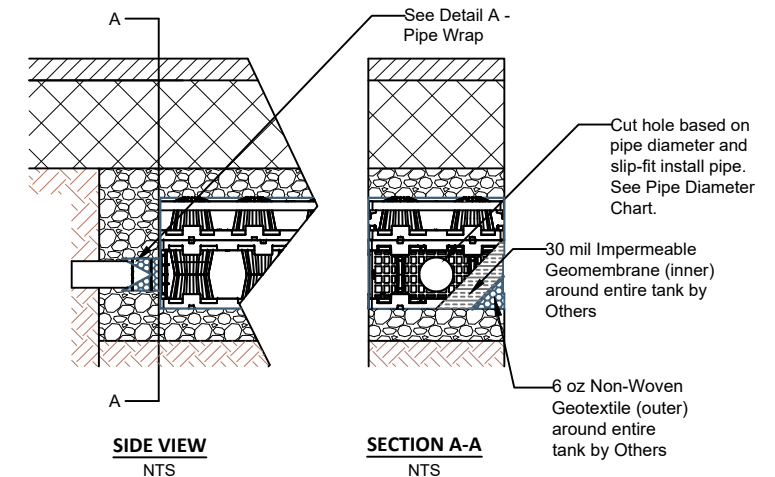 A
See Detail A -
Pipe Wrap
Cut hole based on
pipe diameter and
slip-fit install pipe.
See Pipe Diameter
Chart.
30 mil Impermeable
Geomembrane (inner)
around entire tank by
Others
6 oz Non-Woven
Geotextile (outer)
around entire
tank by Others
A
SIDE VIEW
NTS
SECTION A-A
NTS